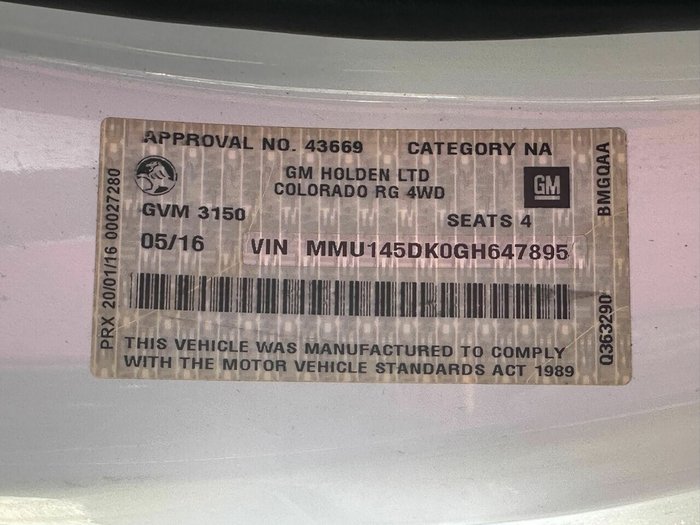 APPROVAL NO. 43669 CATEGORY NA
GM HOLDEN LTD
COLORADO RG 4WD
GM
GVM 3150
SEATS 4
05/16 VIN MMU145DK0GH647895
THIS VEHICLE WAS MANUFACTURED TO COMPLY
WITH THE MOTOR VEHICLE STANDARDS ACT 1989
PRX 20/01/16 00027280
BMGQAA
Q363290